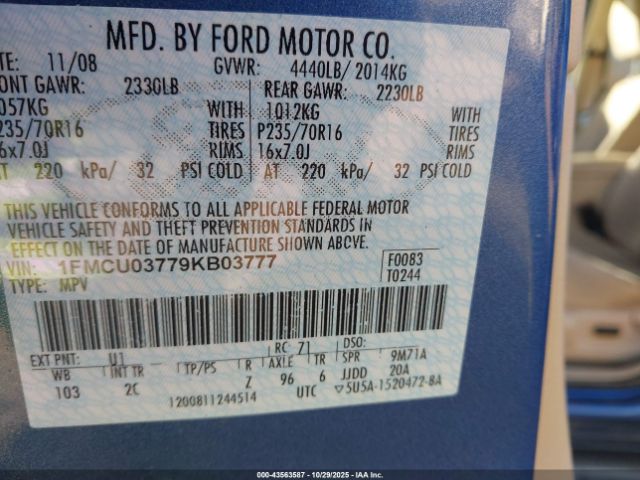 MFD. BY FORD MOTOR CO.
ATE: 11/08 GVWR: 4440LB/ 2014KG
ONT GAWR: 2330LB REAR GAWR: 2230LB
057KG WITH 1012KG WITH
235/70R16 TIRES P235/70R16 TIRES
6x7.0J RIMS 16x7.0J RIMS
AT 220 kPa/ 32 PSI COLD AT 220 kPa/ 32 PSI COLD
THIS VEHICLE CONFORMS TO ALL APPLICABLE FEDERAL MOTOR
VEHICLE SAFETY AND THEFT PREVENTION STANDARDS IN
EFFECT ON THE DATE OF MANUFACTURE SHOWN ABOVE.
VIN: 1FMCU03779KB03777 F0083
TYPE: MPV T0244
EXT PNT: U1 RC: 71 DSO:
WB INT TR TP/PS R AXLE TR SPR 9M71A
103 2C Z 96 6 JJDD 20A
1200811244514 UTC ▽5U5A-1520472-BA
43563587 10/29/2025 IAA Inc.